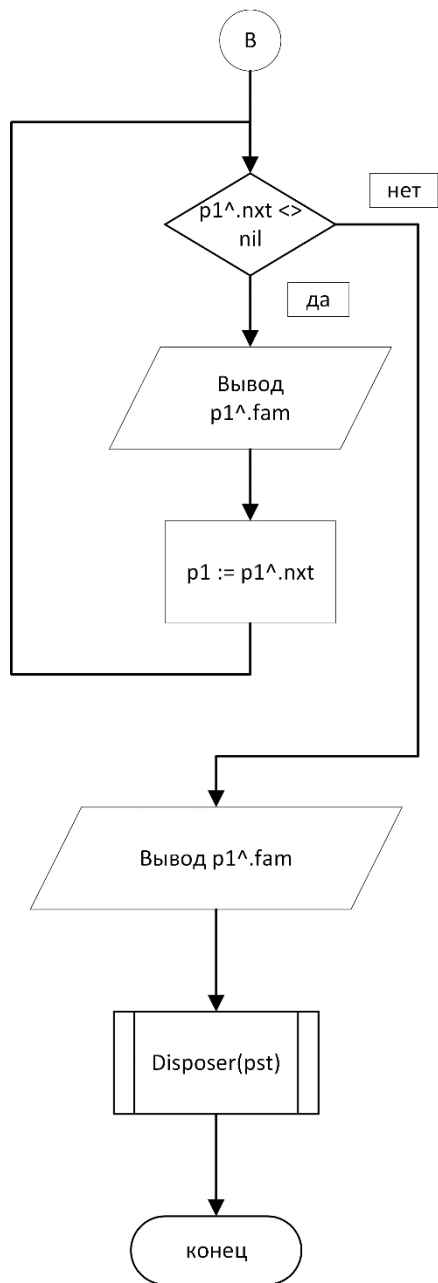 В
p1^.nxt <>
nil
нет
да
Вывод
p1^.fam
p1 := p1^.nxt
Вывод p1^.fam
Disposer(pst)
конец